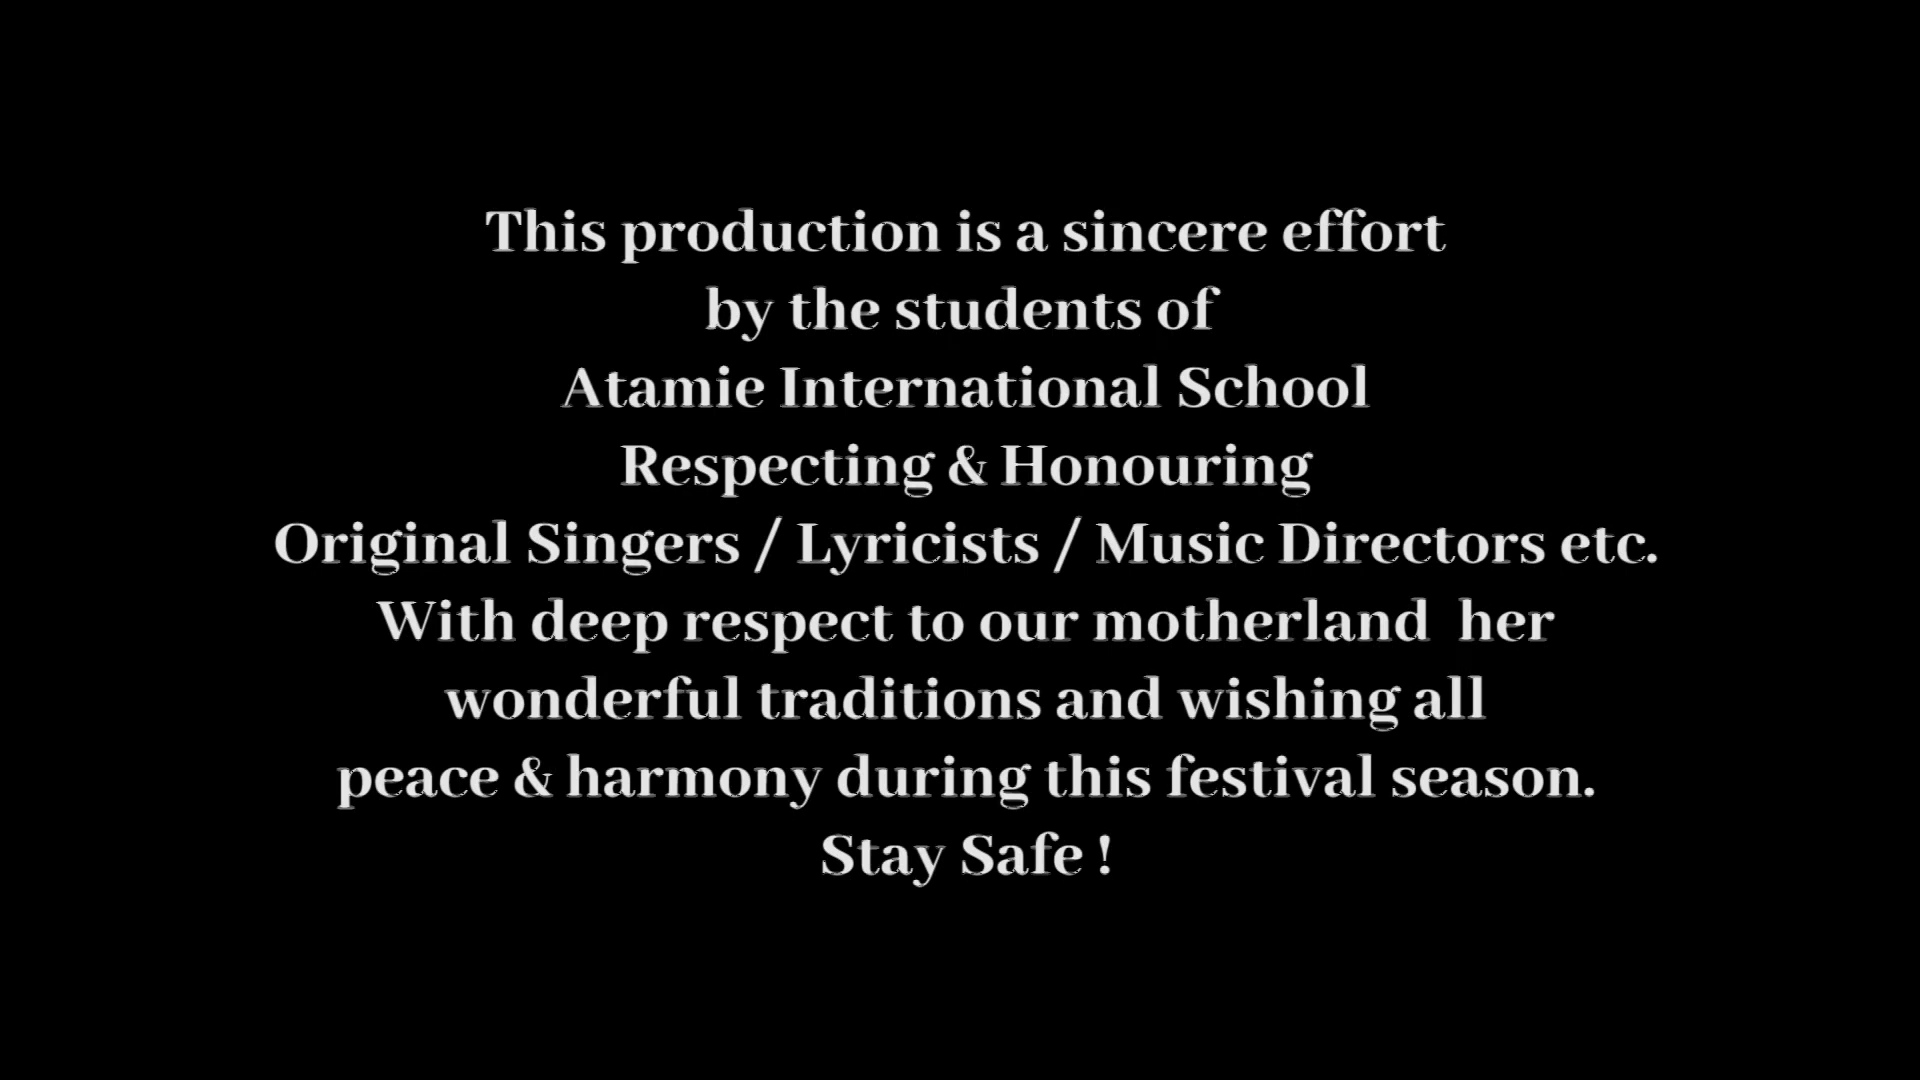 This production is a sincere effort
by the students of
Atamie International School
Respecting & Honouring
Original Singers / Lyricists / Music Directors etc.
With deep respect to our motherland  her
wonderful traditions and wishing all
peace & harmony during this festival season.
Stay Safe !